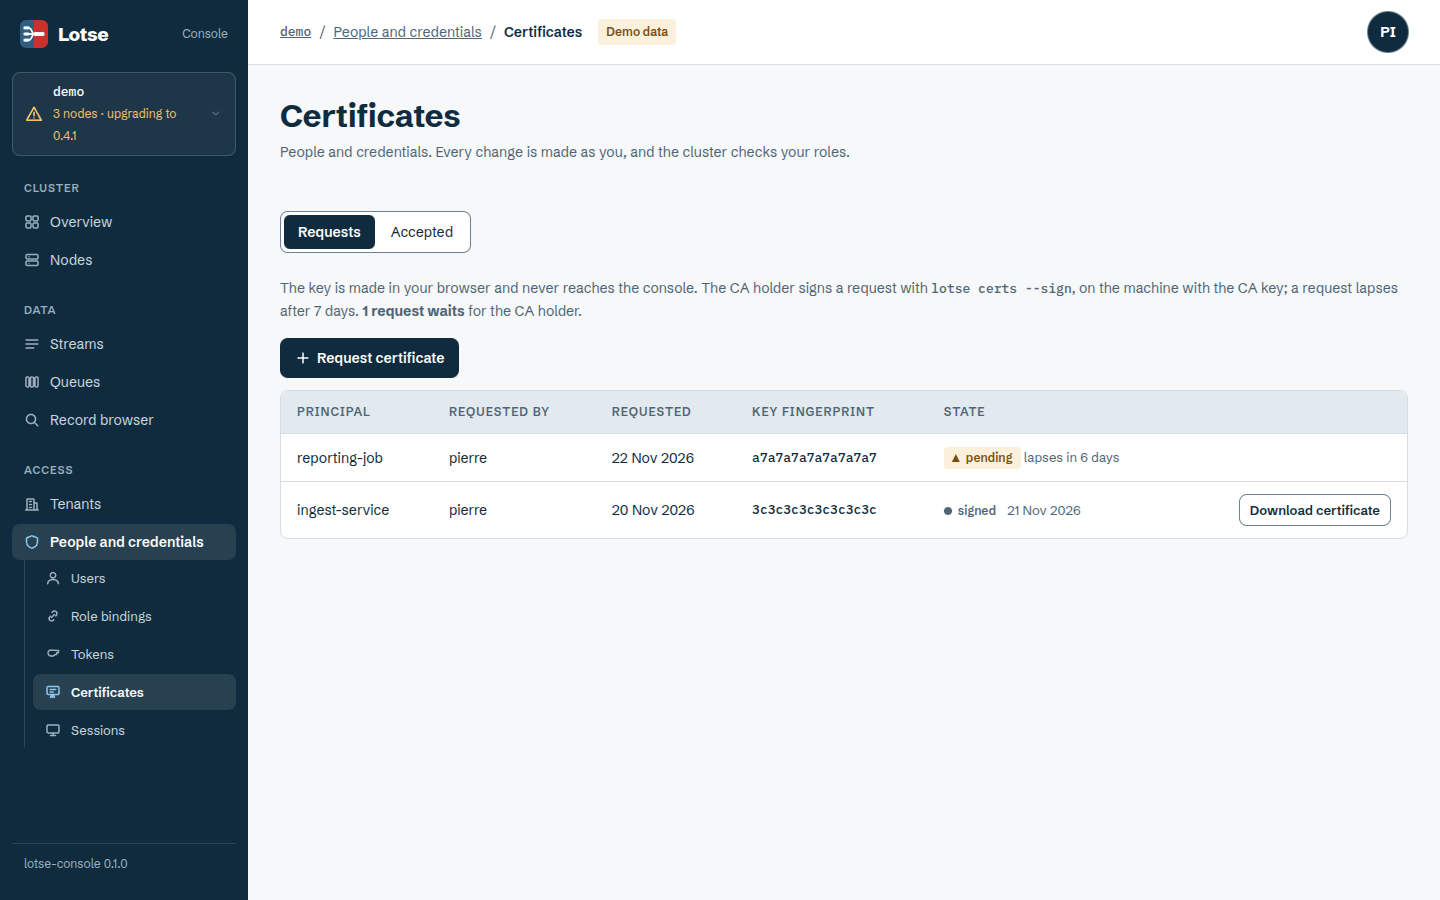 Lotse
Console
demo
3 nodes · upgrading to
0.4.1
CLUSTER
Overview
Nodes
DATA
Streams
Queues
Record browser
ACCESS
Tenants
People and credentials
Users
Role bindings
Tokens
Certificates
Sessions
lotse-console 0.1.0
demo / People and credentials / Certificates Demo data
PI
Certificates
People and credentials. Every change is made as you, and the cluster checks your roles.
Requests Accepted
The key is made in your browser and never reaches the console. The CA holder signs a request with lotse certs --sign, on the machine with the CA key; a request lapses
after 7 days. 1 request waits for the CA holder.
+ Request certificate
PRINCIPAL REQUESTED BY REQUESTED KEY FINGERPRINT STATE
reporting-job pierre 22 Nov 2026 a7a7a7a7a7a7a7a7 ▲ pending lapses in 6 days
ingest-service pierre 20 Nov 2026 3c3c3c3c3c3c3c3c ● signed 21 Nov 2026 Download certificate